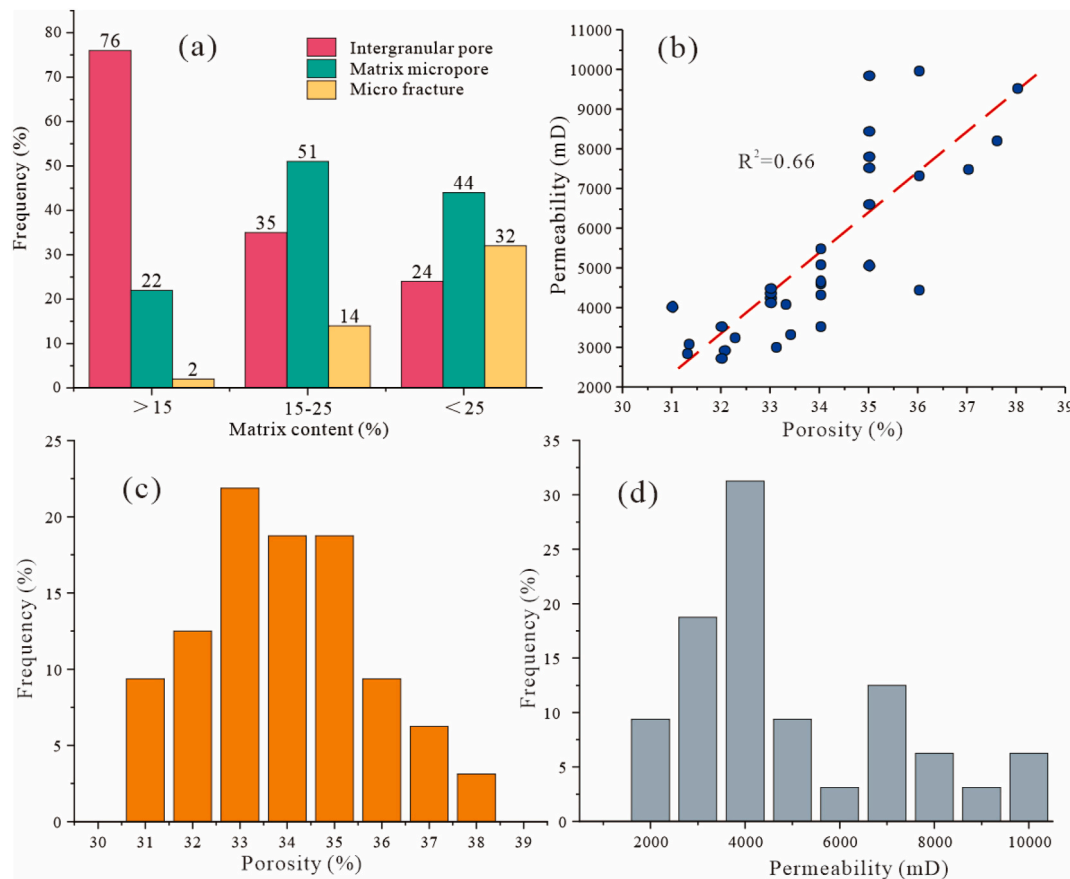 (a)
Intergranular pore
Matrix micropore
Micro fracture
Frequency (%)
80
70
60
50
40
30
20
10
0
76
22
2
35
51
14
24
44
32
>15
15-25
<25
Matrix content (%)
(b)
R²=0.66
Permeability (mD)
11000
10000
9000
8000
7000
6000
5000
4000
3000
2000
30 31 32 33 34 35 36 37 38 39
Porosity (%)
(c)
Frequency (%)
25
20
15
10
5
0
30 31 32 33 34 35 36 37 38 39
Porosity (%)
(d)
Frequency (%)
35
30
25
20
15
10
5
0
2000 4000 6000 8000 10000
Permeability (mD)